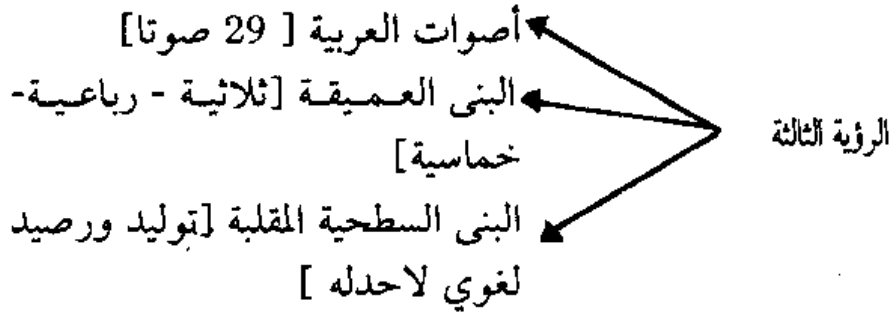 أصوات العربية [ 29 صوتا]
البنى العميقة [ثلاثية - رباعية-
الرؤية الثالثة
خماسية]
البنى السطحية المقلبة [توليد ورصيد
لغوي لاحدله ]